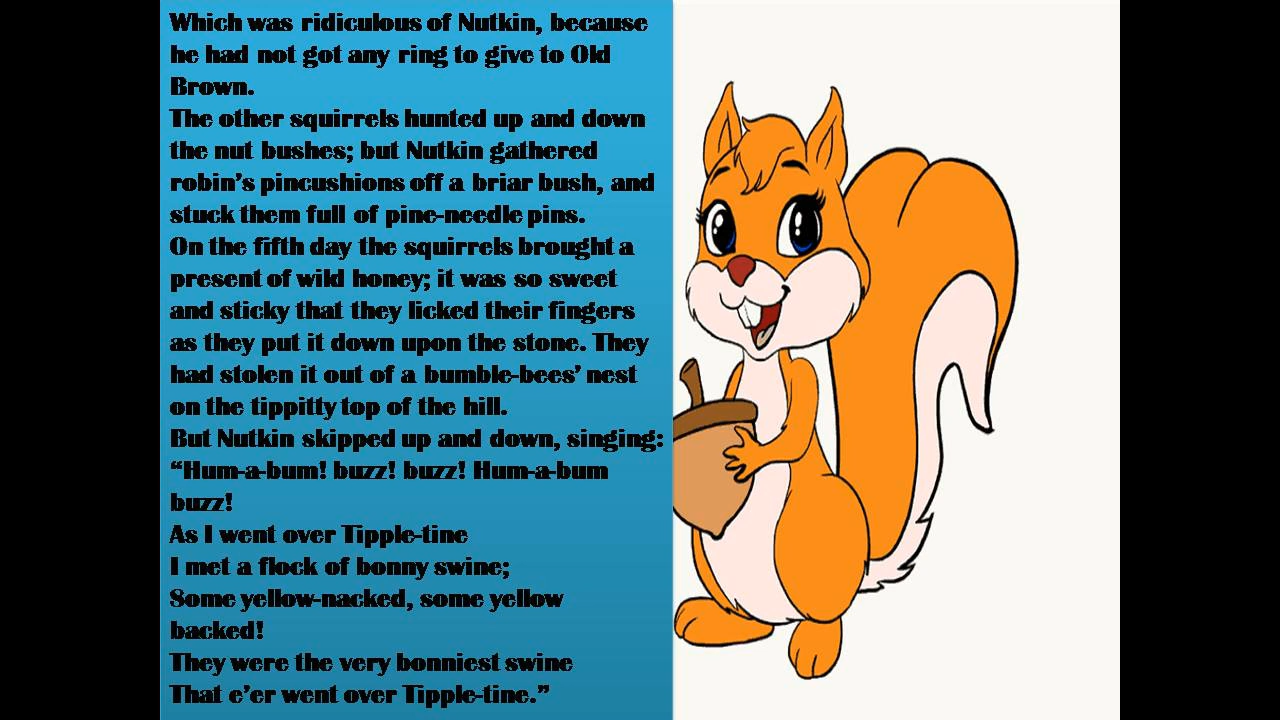 Which was ridiculous of Nutkin, because
he had not got any ring to give to Old
Brown.
The other squirrels hunted up and down
the nut bushes; but Nutkin gathered
robin’s pincushions off a briar bush, and
stuck them full of pine-needle pins.
On the fifth day the squirrels brought a
present of wild honey; it was so sweet
and sticky that they licked their fingers
as they put it down upon the stone. They
had stolen it out of a bumble-bees’ nest
on the tippitty top of the hill.
But Nutkin skipped up and down, singing:
“Hum-a-bum! buzz! buzz! Hum-a-bum
buzz!
As I went over Tipple-tine
I met a flock of bonny swine;
Some yellow-nacked, some yellow
backed!
They were the very bonniest swine
That e’er went over Tipple-tine.”